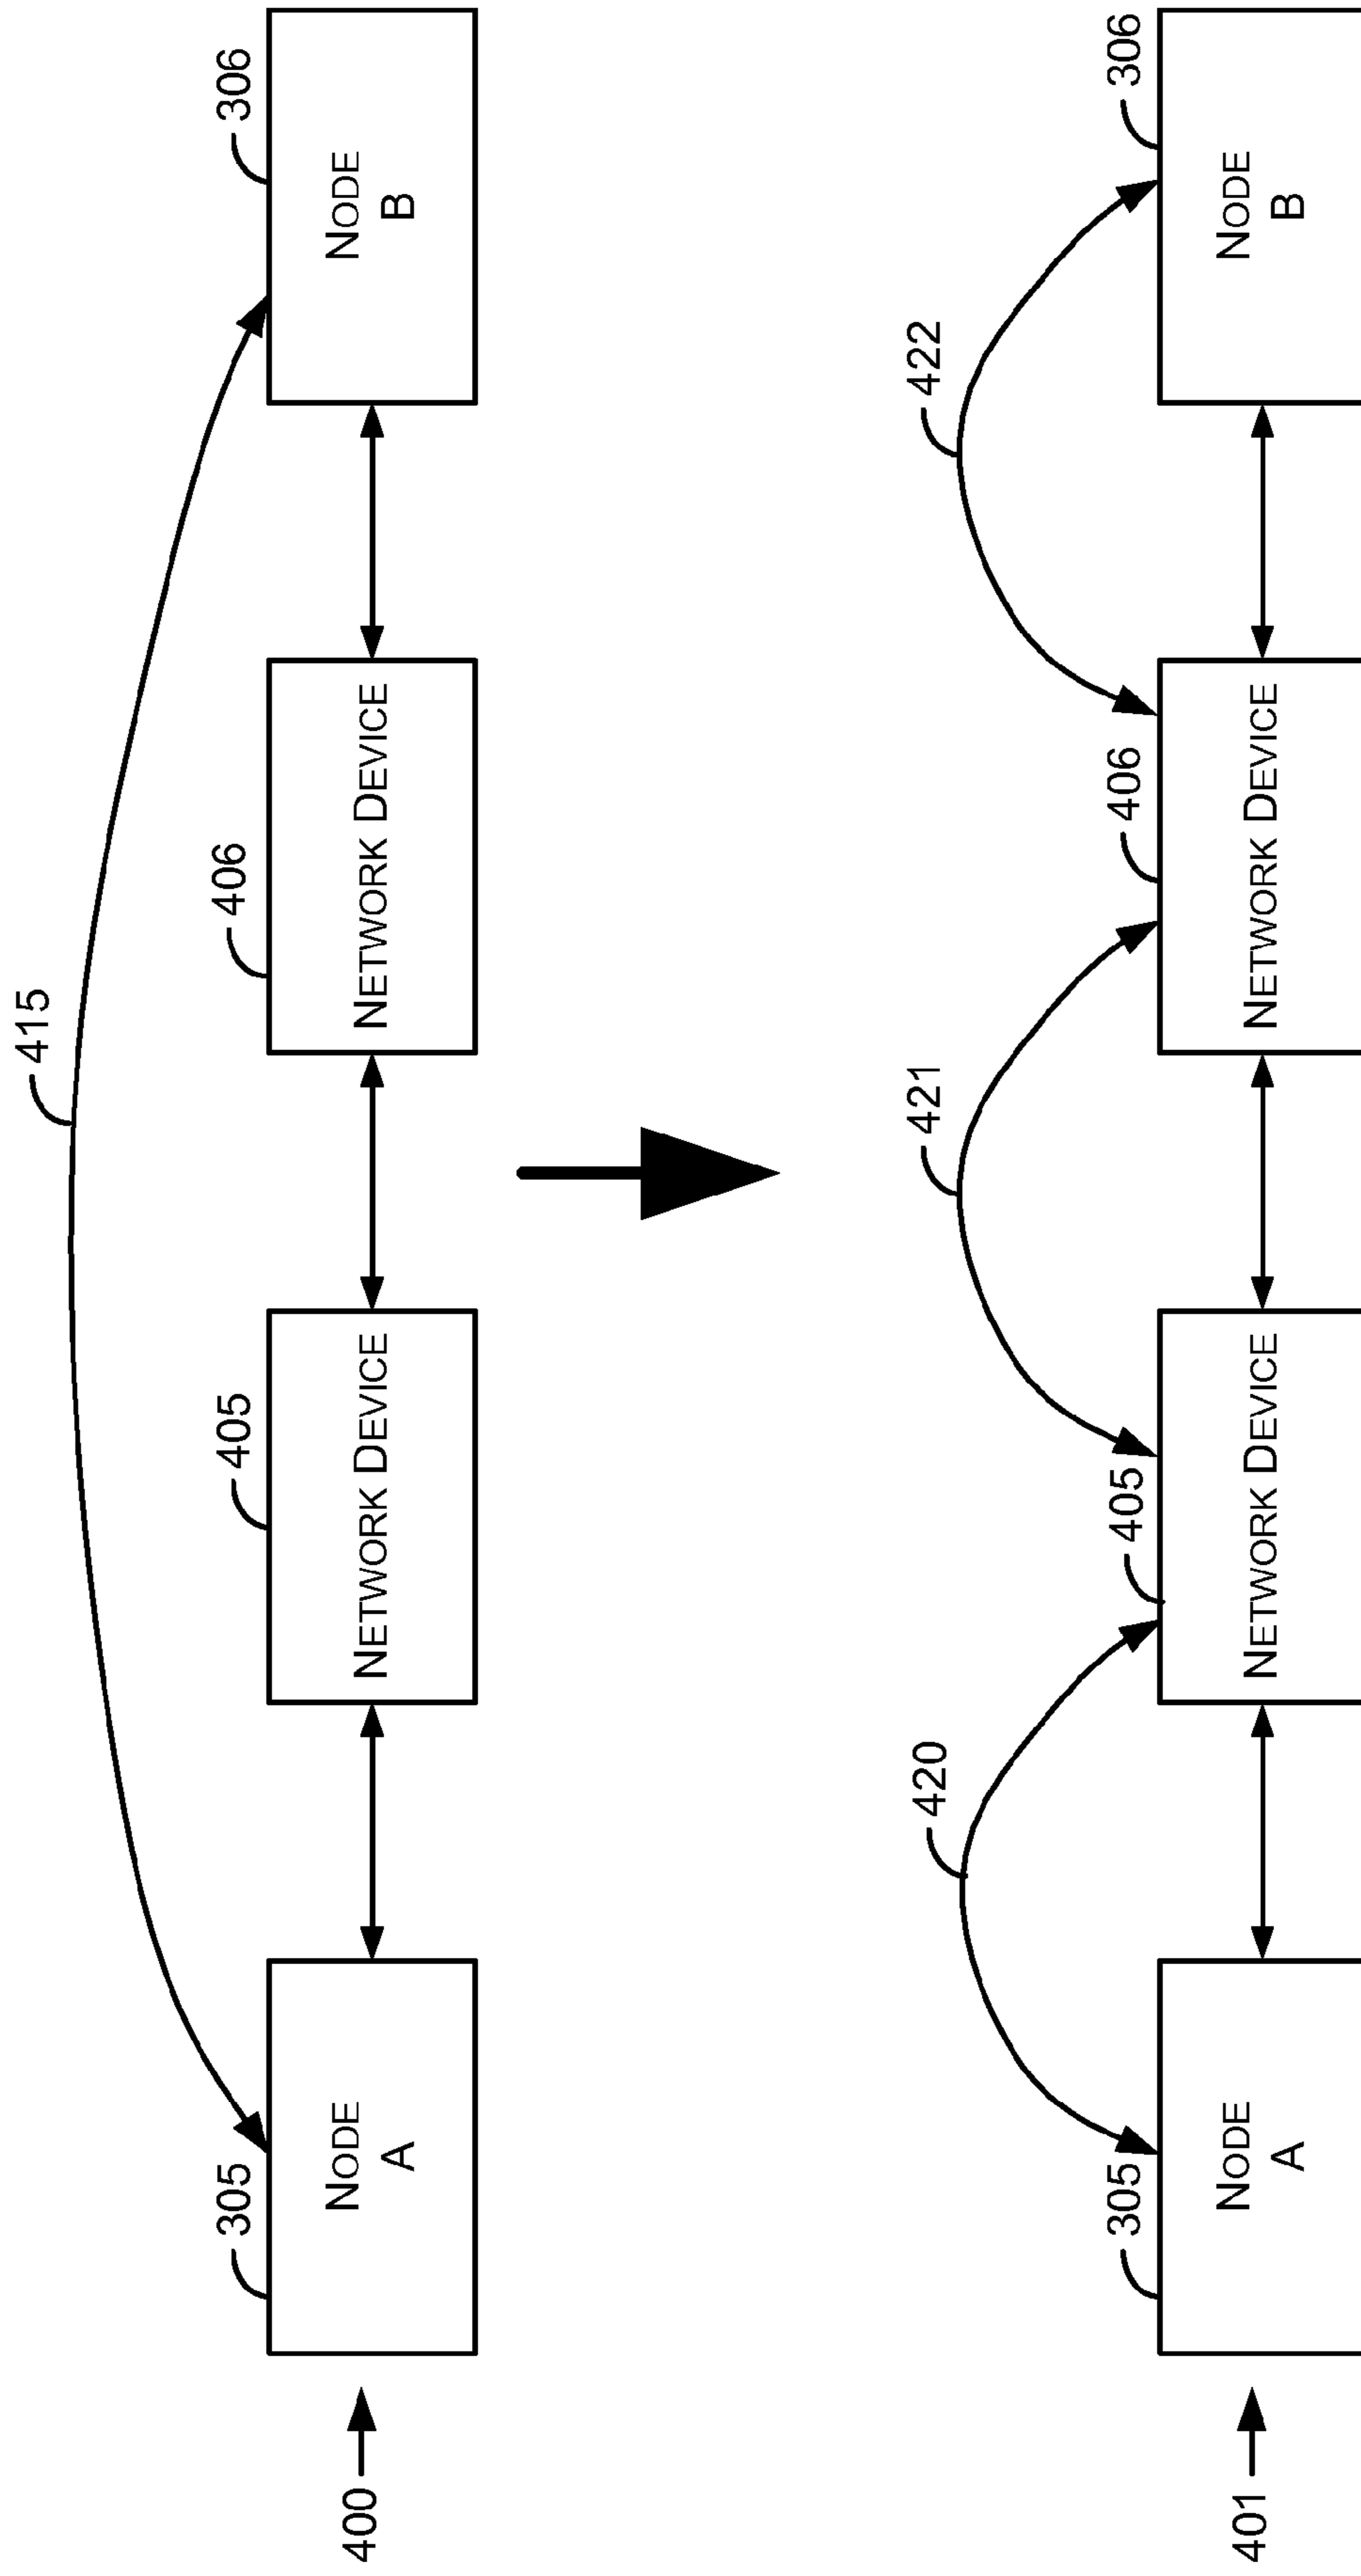 415
305
405
406
306
NODE
A
NETWORK DEVICE
NETWORK DEVICE
NODE
B
400
420
421
422
305
405
406
306
NODE
A
NETWORK DEVICE
NETWORK DEVICE
NODE
B
401